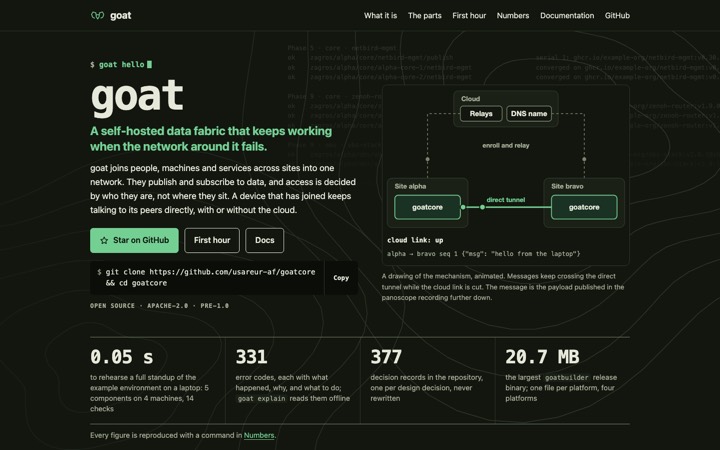 goat
What it is
The parts
First hour
Numbers
Documentation
GitHub
$ goat hello
goat
A self-hosted data fabric that keeps working
when the network around it fails.
goat joins people, machines and services across sites into one
network. They publish and subscribe to data, and access is decided
by who they are, not where they sit. A device that has joined keeps
talking to its peers directly, with or without the cloud.
Star on GitHub
First hour
Docs
$ git clone https://github.com/usareur-af/goatcore
&& cd goatcore
Copy
OPEN SOURCE · APACHE-2.0 · PRE-1.0
Cloud
Relays
DNS name
enroll and relay
Site alpha
goatcore
direct tunnel
Site bravo
goatcore
cloud link: up
alpha → bravo seq 1 {"msg": "hello from the laptop"}
A drawing of the mechanism, animated. Messages keep crossing the direct
tunnel while the cloud link is cut. The message is the payload published in the
panoscope recording further down.
0.05 s
to rehearse a full standup of the
example environment on a laptop: 5
components on 4 machines, 14
checks
331
error codes, each with what
happened, why, and what to do;
goat explain reads them offline
377
decision records in the repository,
one per design decision, never
rewritten
20.7 MB
the largest goatbuilder release
binary; one file per platform, four
platforms
Every figure is reproduced with a command in Numbers.